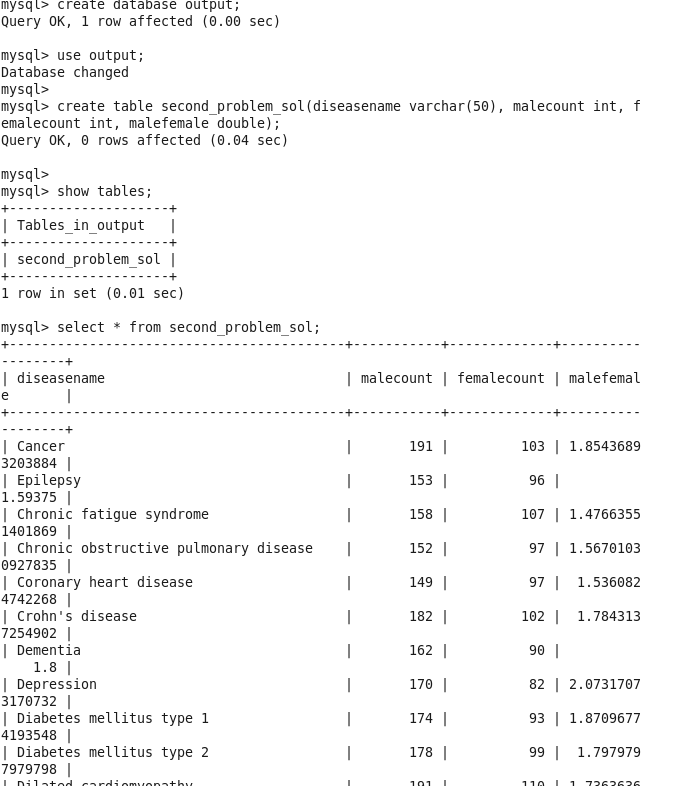 mysql> create database output;
Query OK, 1 row affected (0.00 sec)

mysql> use output;
Database changed
mysql>
mysql> create table second_problem_sol(diseasename varchar(50), malecount int, f
emalecount int, malefemale double);
Query OK, 0 rows affected (0.04 sec)

mysql>
mysql> show tables;
+--------------------+
| Tables_in_output   |
+--------------------+
| second_problem_sol |
+--------------------+
1 row in set (0.01 sec)

mysql> select * from second_problem_sol;
+------------------------------------------+-----------+-------------+----------
--------+
| diseasename                              | malecount | femalecount | malefemal
e       |
+------------------------------------------+-----------+-------------+----------
--------+
| Cancer                                   |       191 |         103 | 1.8543689
3203884 |
| Epilepsy                                 |       153 |          96 |          
1.59375 |
| Chronic fatigue syndrome                 |       158 |         107 | 1.4766355
1401869 |
| Chronic obstructive pulmonary disease    |       152 |          97 | 1.5670103
0927835 |
| Coronary heart disease                   |       149 |          97 |  1.536082
4742268 |
| Crohn's disease                          |       182 |         102 |  1.784313
7254902 |
| Dementia                                 |       162 |          90 |          
    1.8 |
| Depression                               |       170 |          82 | 2.0731707
3170732 |
| Diabetes mellitus type 1                 |       174 |          93 | 1.8709677
4193548 |
| Diabetes mellitus type 2                 |       178 |          99 |  1.797979
7979798 |
| Dilated cardiomyopathy                   |       191 |         110 | 1.7363636